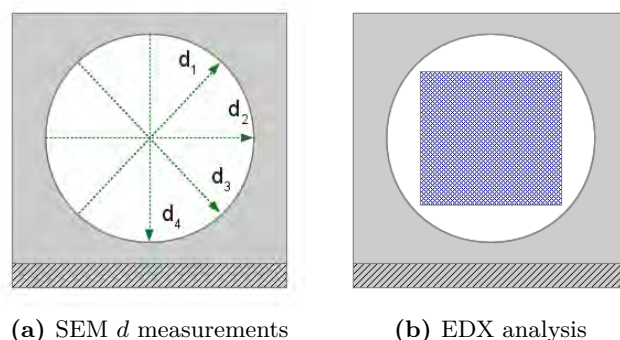 d1
d2
d3
d4
(a) SEM d measurements
(b) EDX analysis